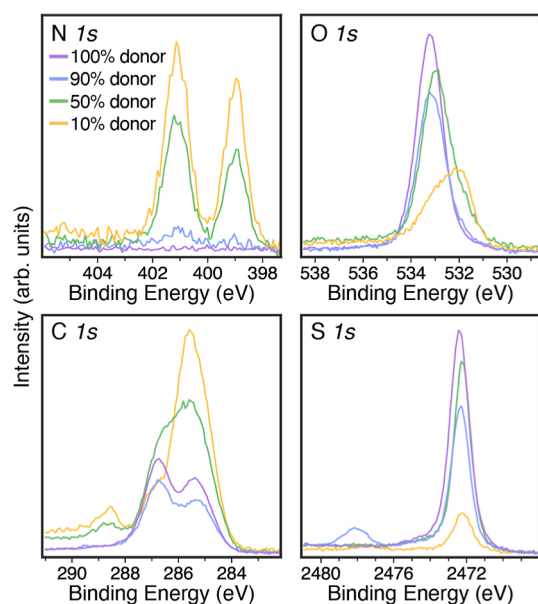 N 1s
100% donor
90% donor
50% donor
10% donor
404 402 400 398
Binding Energy (eV)
O 1s
538 536 534 532 530
Binding Energy (eV)
Intensity (arb. units)
C 1s
290 288 286 284
Binding Energy (eV)
S 1s
2480 2476 2472
Binding Energy (eV)